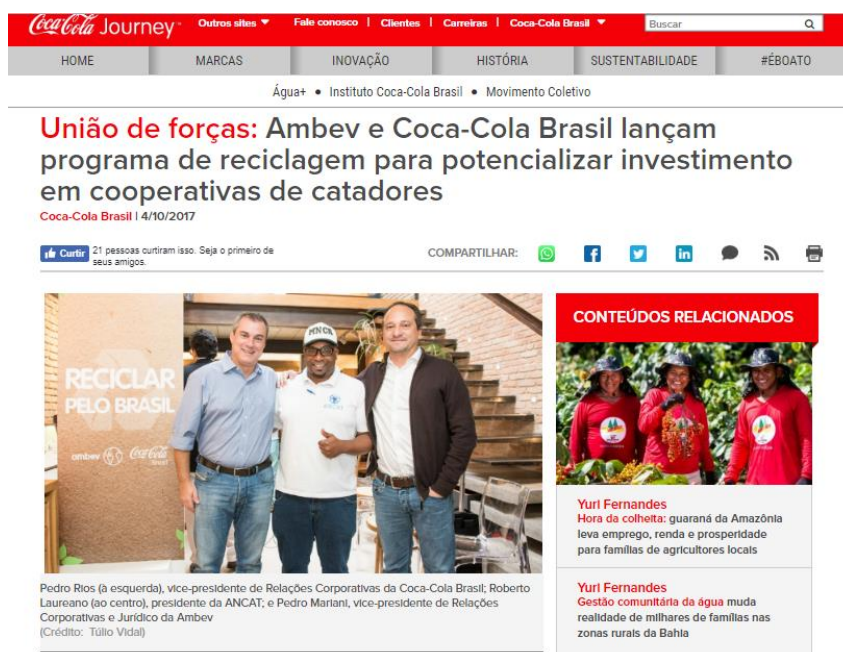 Coca-Cola Journey
Outros sites ▼ Fale conosco | Clientes | Carreiras | Coca-Cola Brasil ▼ Buscar
HOME MARCAS INOVAÇÃO HISTÓRIA SUSTENTABILIDADE #ÉBOATO
Água+ • Instituto Coca-Cola Brasil • Movimento Coletivo
União de forças: Ambev e Coca-Cola Brasil lançam
programa de reciclagem para potencializar investimento
em cooperativas de catadores
Coca-Cola Brasil | 4/10/2017
Curtir 21 pessoas curtiram isso. Seja o primeiro de
seus amigos.
COMPARTILHAR:
RECICLAR
PELO BRASIL
ambev Coca-Cola
MNCR
ANCAT
Pedro Rios (à esquerda), vice-presidente de Relações Corporativas da Coca-Cola Brasil; Roberto
Laureano (ao centro), presidente da ANCAT; e Pedro Mariani, vice-presidente de Relações
Corporativas e Jurídico da Ambev
(Crédito: Túlio Vidal)
CONTEÚDOS RELACIONADOS
Yuri Fernandes
Hora da colheita: guaraná da Amazônia
leva emprego, renda e prosperidade
para famílias de agricultores locais
Yuri Fernandes
Gestão comunitária da água muda
realidade de milhares de famílias nas
zonas rurais da Bahia